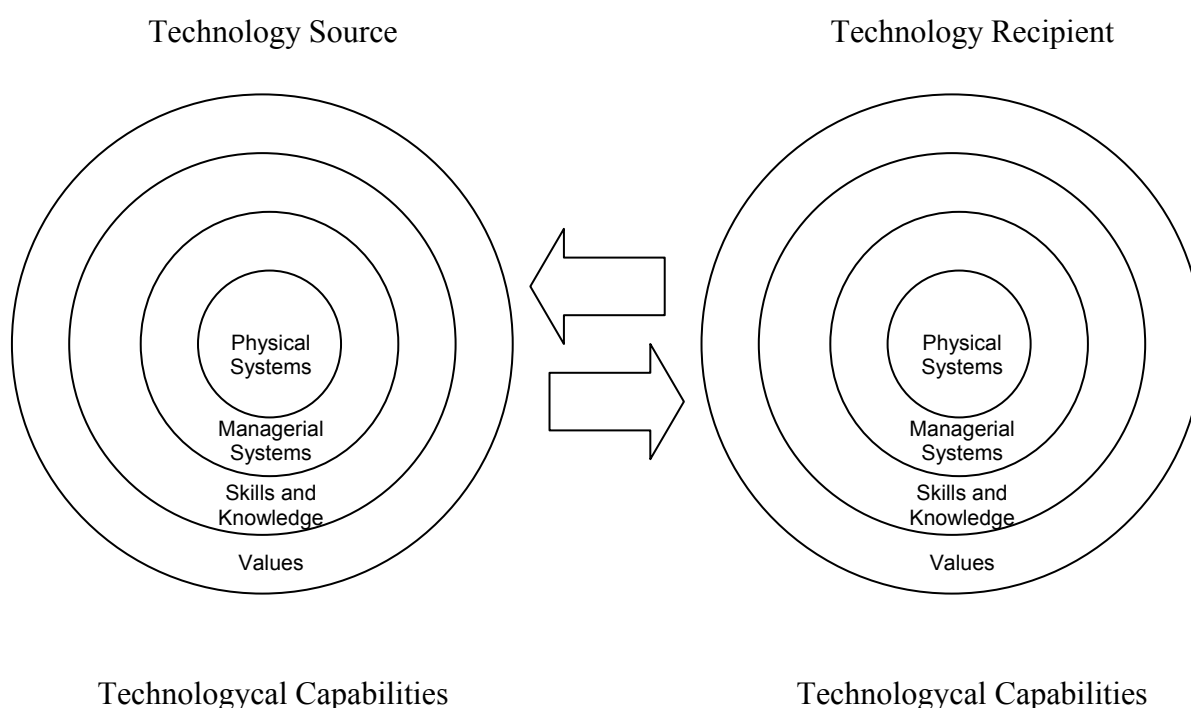 Technology Source
Technology Recipient
Physical
Systems
Managerial
Systems
Skills and
Knowledge
Values
Physical
Systems
Managerial
Systems
Skills and
Knowledge
Values
Technologycal Capabilities
Technologycal Capabilities